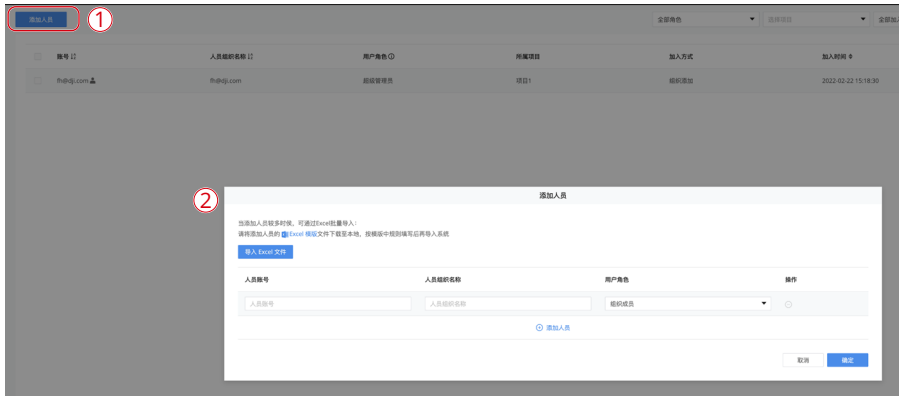 添加人员
①
全部角色
选择项目
全部加
账号
人员组织名称
用户角色
所属项目
加入方式
加入时间
fh@dji.com
fh@dji.com
超级管理员
项目1
组织添加
2022-02-22 15:18:30
②
添加人员
当添加人员较多时候，可通过Excel批量导入：
请将添加人员的 Excel 模版文件下载至本地，按模版中规则填写后再导入系统
导入 Excel 文件
人员账号
人员组织名称
用户角色
操作
人员账号
人员组织名称
组织成员
添加人员
取消
确定